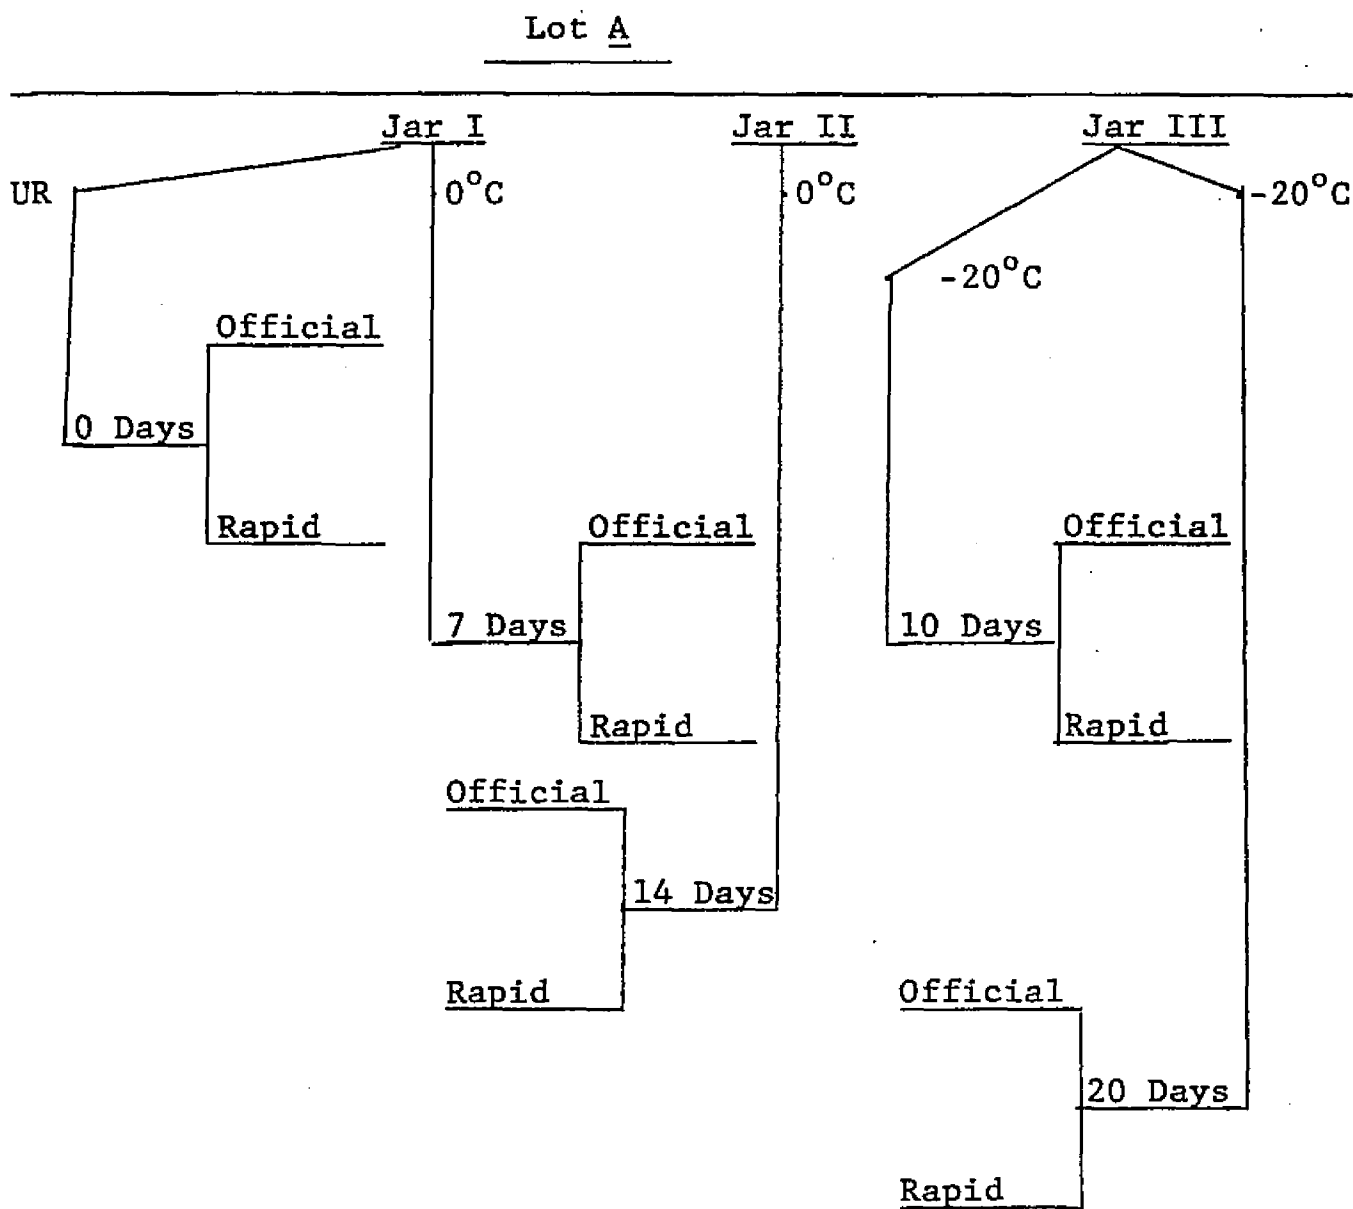 Lot A
Jar I Jar II Jar III
UR 0°C 0°C -20°C
-20°C
Official
0 Days
Rapid Official Official
7 Days 10 Days
Rapid Rapid
Official
14 Days
Rapid Official
20 Days
Rapid